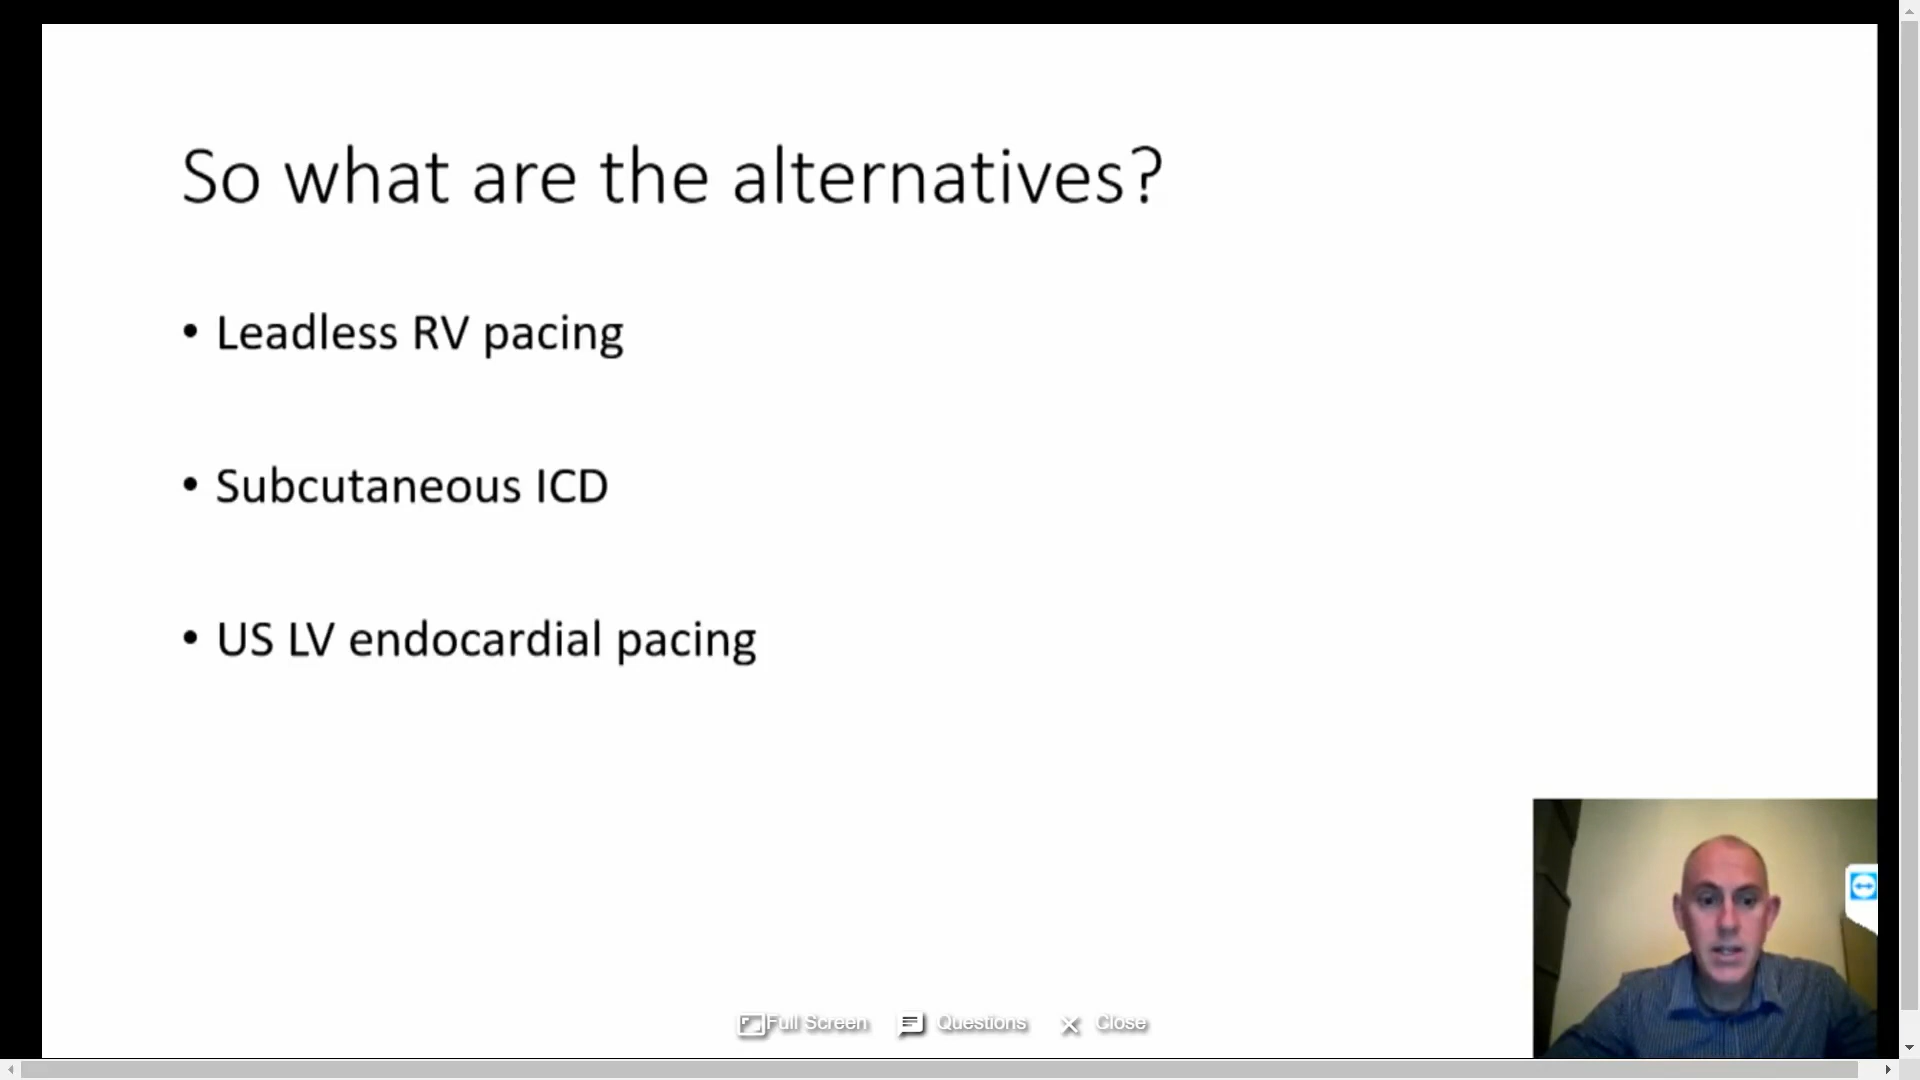 So what are the alternatives?
• Leadless RV pacing
• Subcutaneous ICD
• US LV endocardial pacing
Full Screen Questions Close